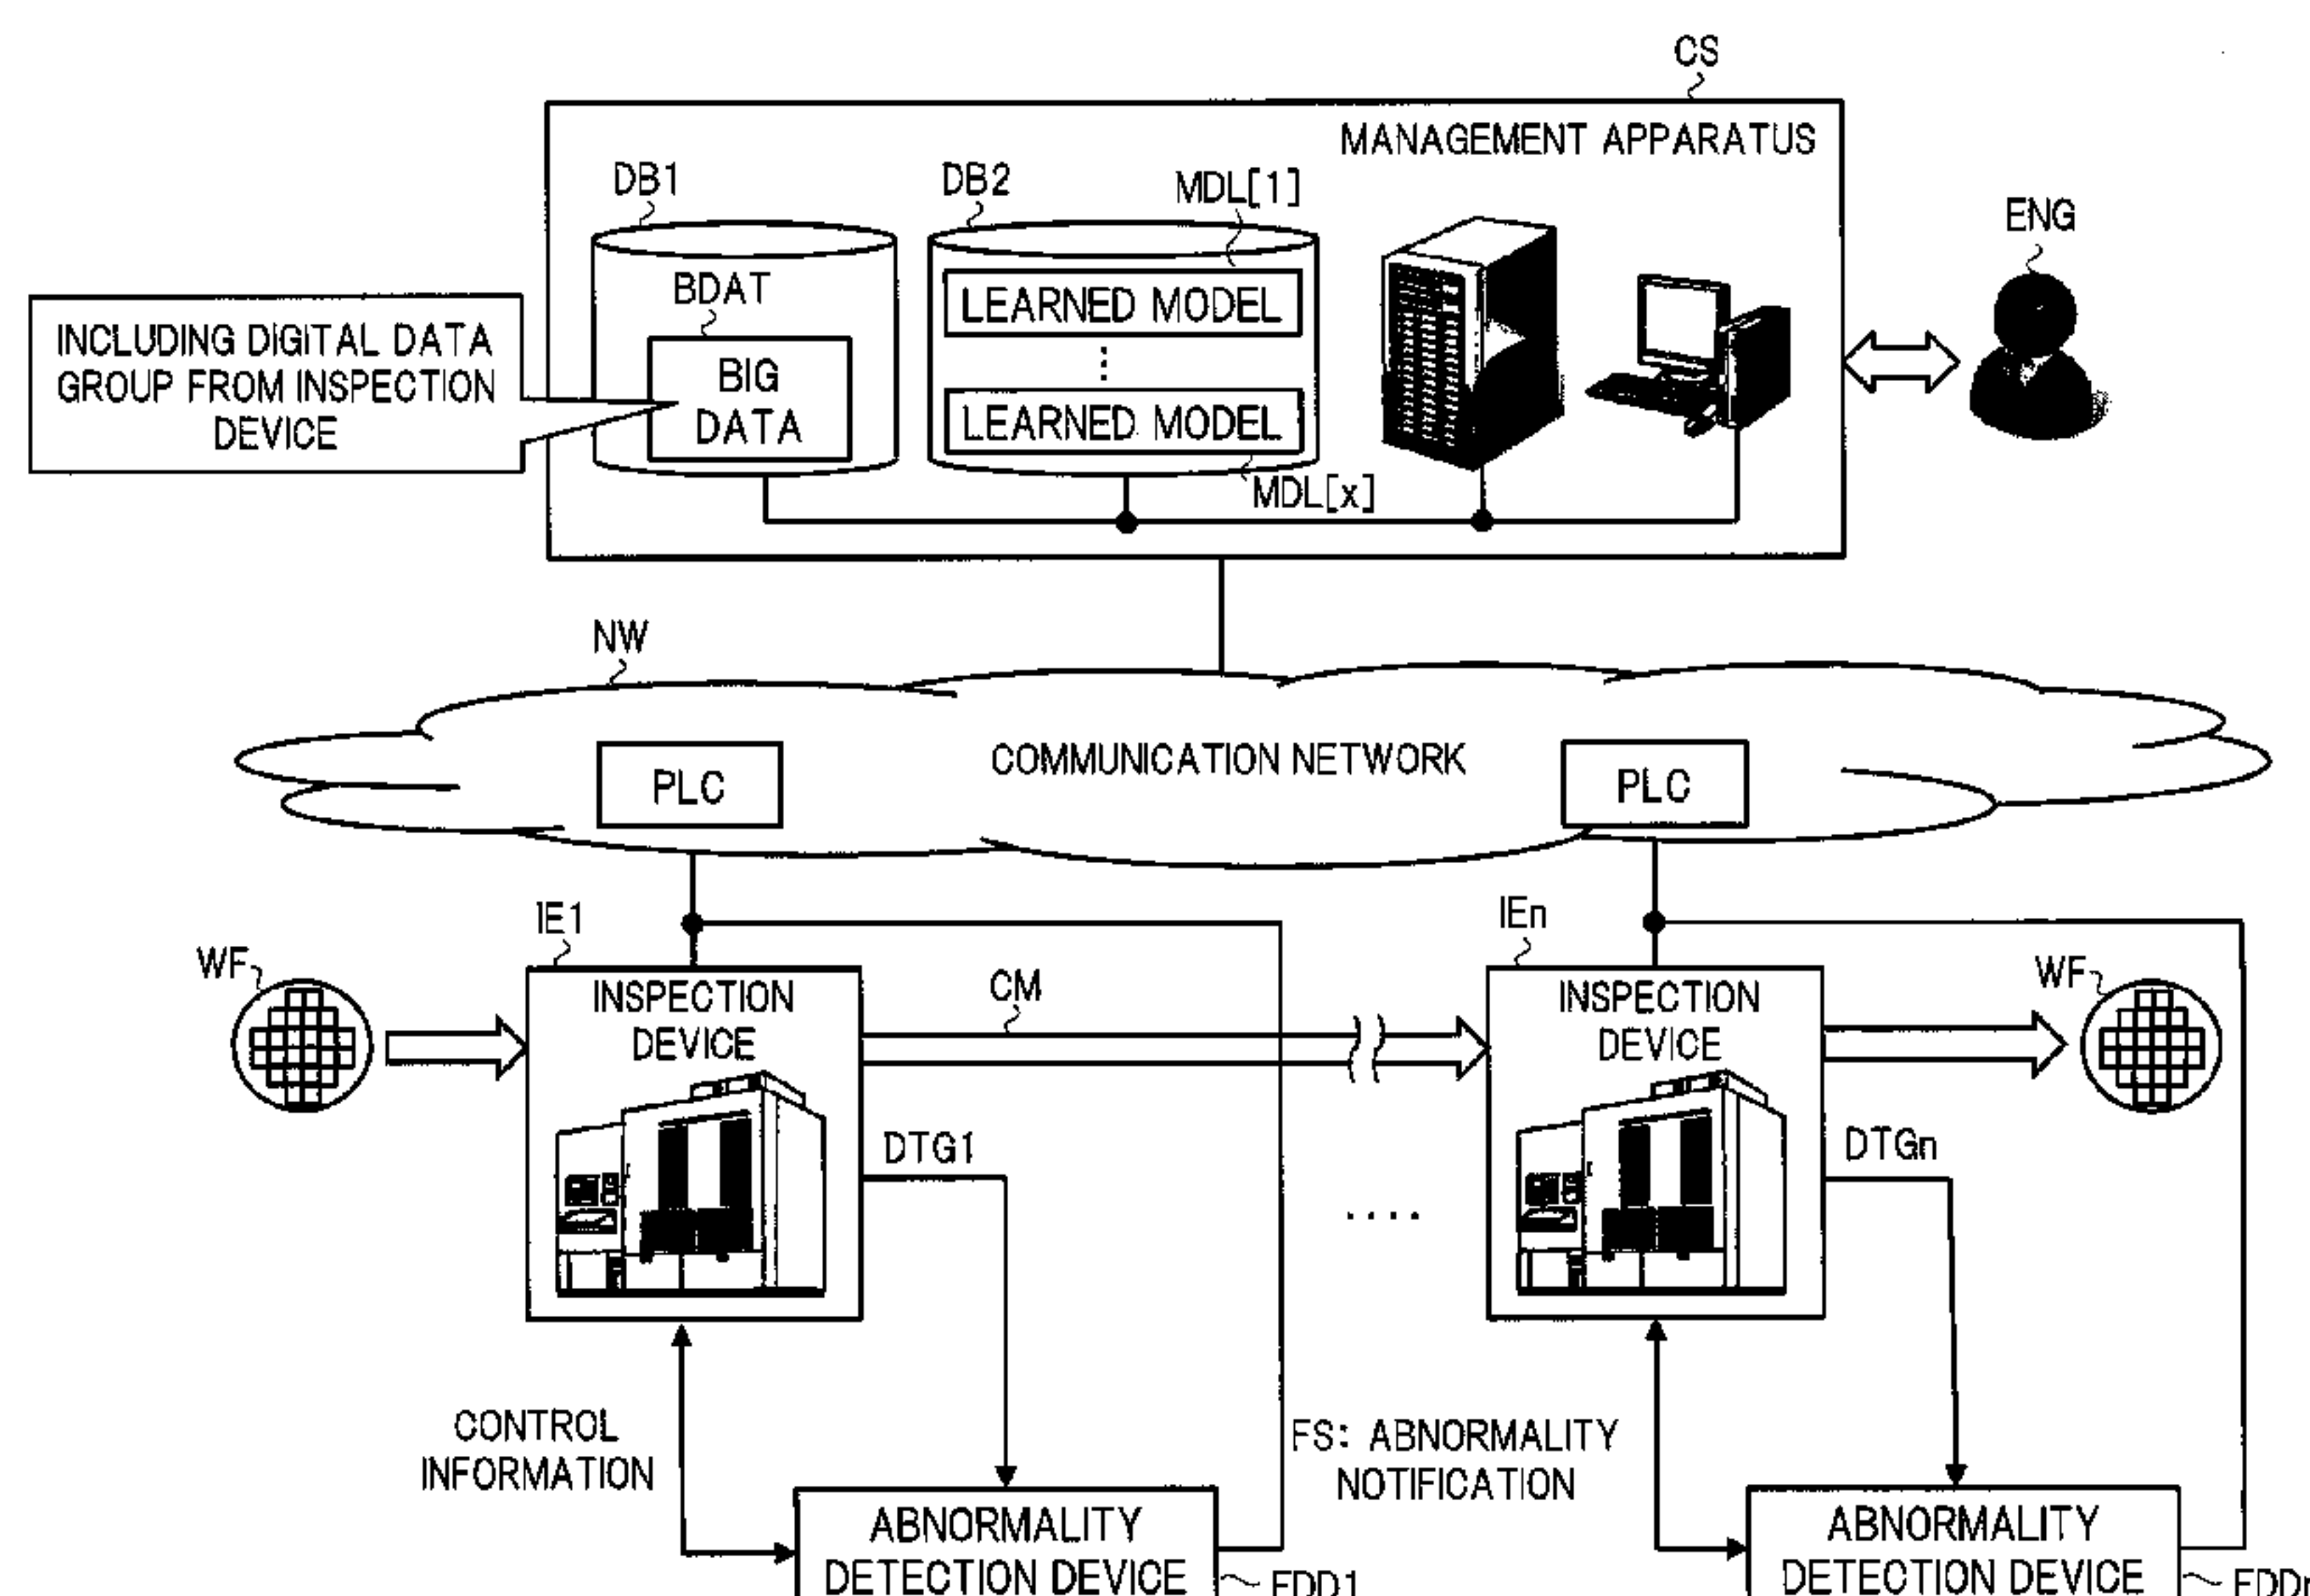 CS
MANAGEMENT APPARATUS
DB1
DB2
MDL[1]
ENG
BDAT
LEARNED MODEL
INCLUDING DIGITAL DATA
GROUP FROM INSPECTION
DEVICE
BIG
DATA
LEARNED MODEL
MDL[x]
NW
COMMUNICATION NETWORK
PLC
PLC
IE1
IEn
WF
INSPECTION
DEVICE
CM
INSPECTION
DEVICE
WF
DTG1
DTGn
CONTROL
INFORMATION
FS: ABNORMALITY
NOTIFICATION
ABNORMALITY
DETECTION DEVICE
ABNORMALITY
DETECTION DEVICE